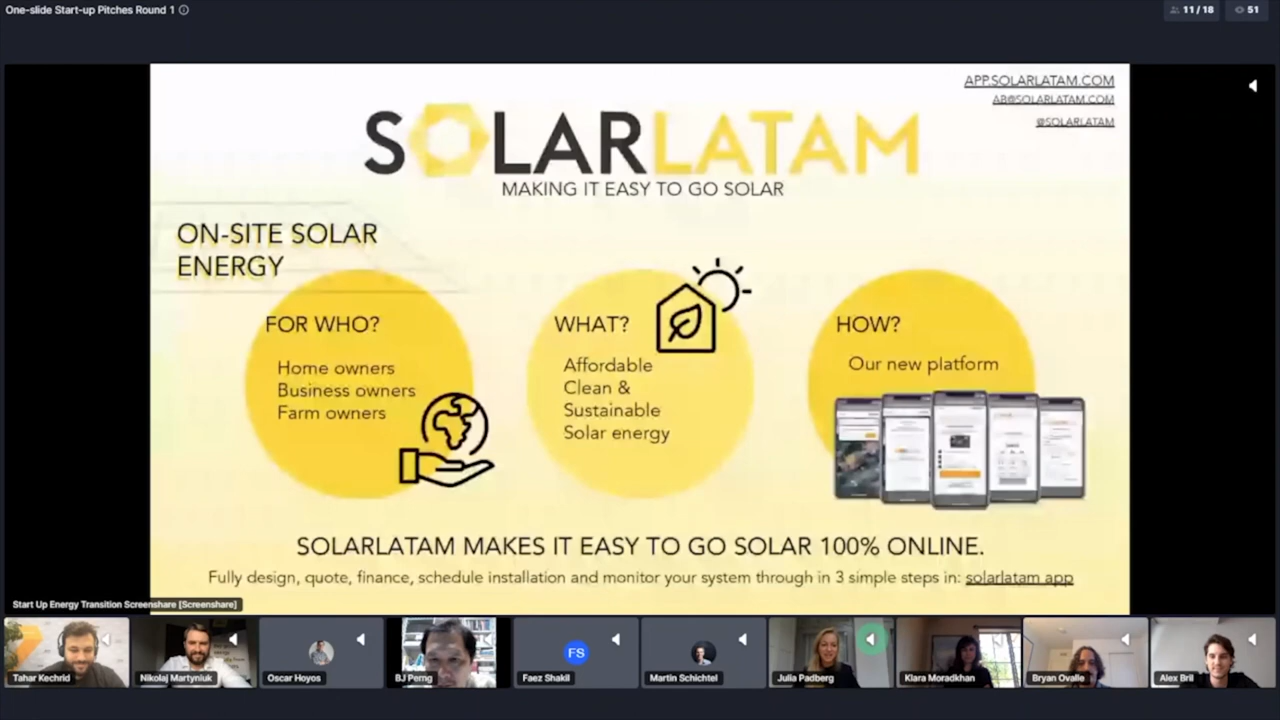 One-slide Start-up Pitches Round 1
11 / 18
51
APP.SOLARLATAM.COM
AB@SOLARLATAM.COM
@SOLARLATAM
SOLARLATAM
MAKING IT EASY TO GO SOLAR
ON-SITE SOLAR
ENERGY
FOR WHO?
Home owners
Business owners
Farm owners
WHAT?
Affordable
Clean &
Sustainable
Solar energy
HOW?
Our new platform
SOLARLATAM MAKES IT EASY TO GO SOLAR 100% ONLINE.
Fully design, quote, finance, schedule installation and monitor your system through in 3 simple steps in: solarlatam app
Start Up Energy Transition Screenshare [Screenshare]
Tahar Kechrid
Nikolaj Martyniuk
Oscar Hoyos
BJ Perng
FS
Faez Shakil
Martin Schichtel
Julia Padberg
Klara Moradkhan
Bryan Ovalle
Alex Bril